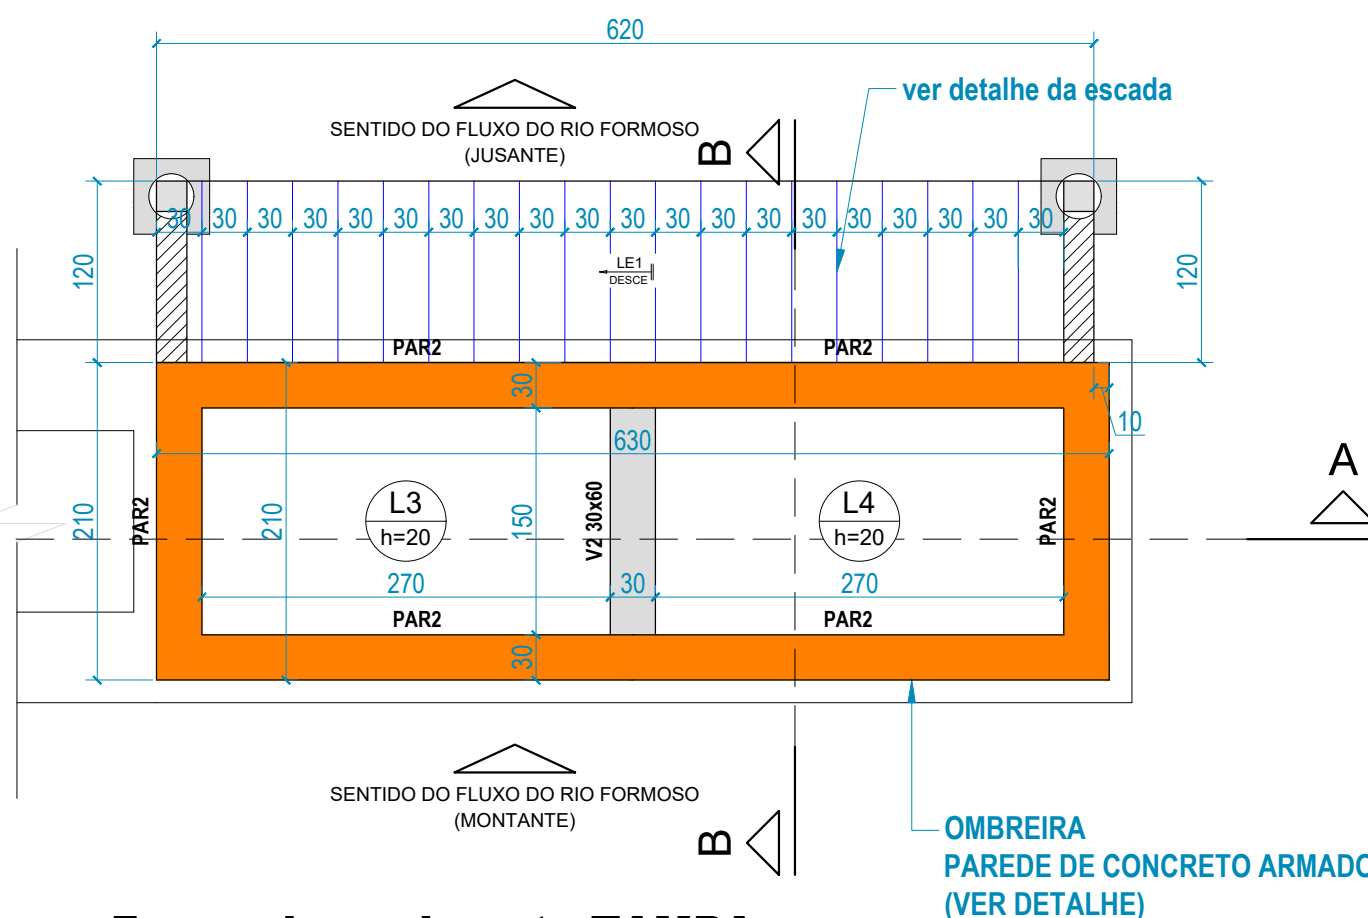 620
ver detalhe da escada
SENTIDO DO FLUXO DO RIO FORMOSO
(JUSANTE)
B
30 30 30 30 30 30 30 30 30 30 30 30 30 30 30 30 30 30 30 30
120
LE1
DESCE
120
PAR2
PAR2
30
10
630
A
L3
h=20
L4
h=20
210
PAR2
210
150
V2 30x60
PAR2
270
30
270
PAR2
PAR2
30
SENTIDO DO FLUXO DO RIO FORMOSO
(MONTANTE)
B
OMBREIRA
PAREDE DE CONCRETO ARMADO
(VER DETALHE)